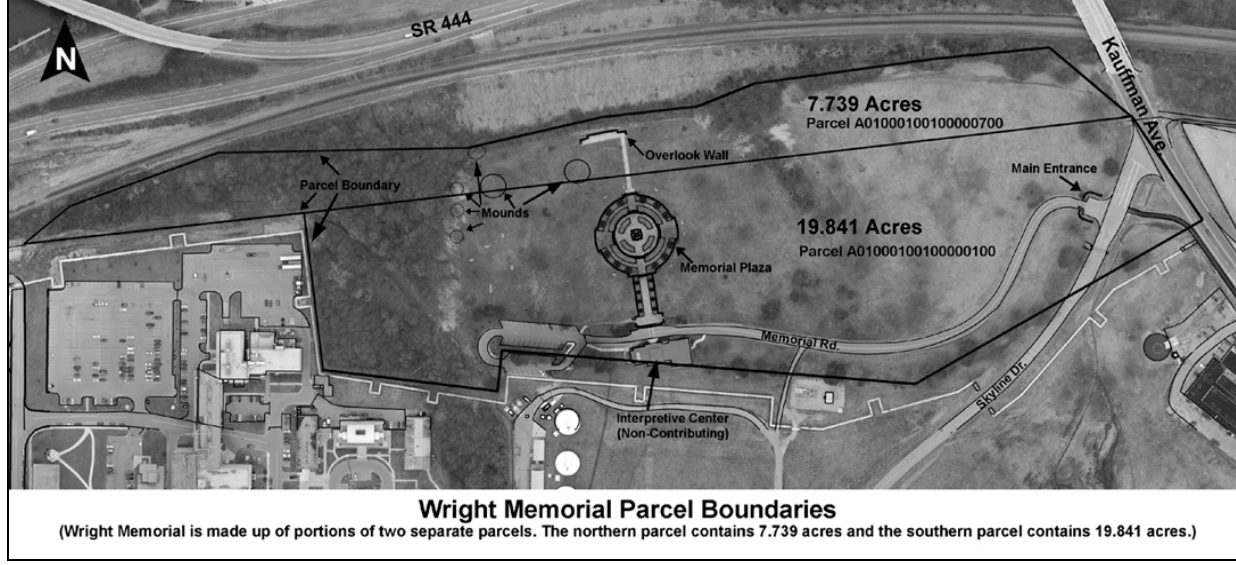 SR 444
N
Kauffman Ave.
7.739 Acres
Parcel A01000100100000700
Overlook Wall
Main Entrance
Parcel Boundary
Mounds
19.841 Acres
Parcel A01000100100000100
Memorial Plaza
Memorial Rd.
Skyline Dr.
Interpretive Center
(Non-Contributing)
Wright Memorial Parcel Boundaries
(Wright Memorial is made up of portions of two separate parcels. The northern parcel contains 7.739 acres and the southern parcel contains 19.841 acres.)